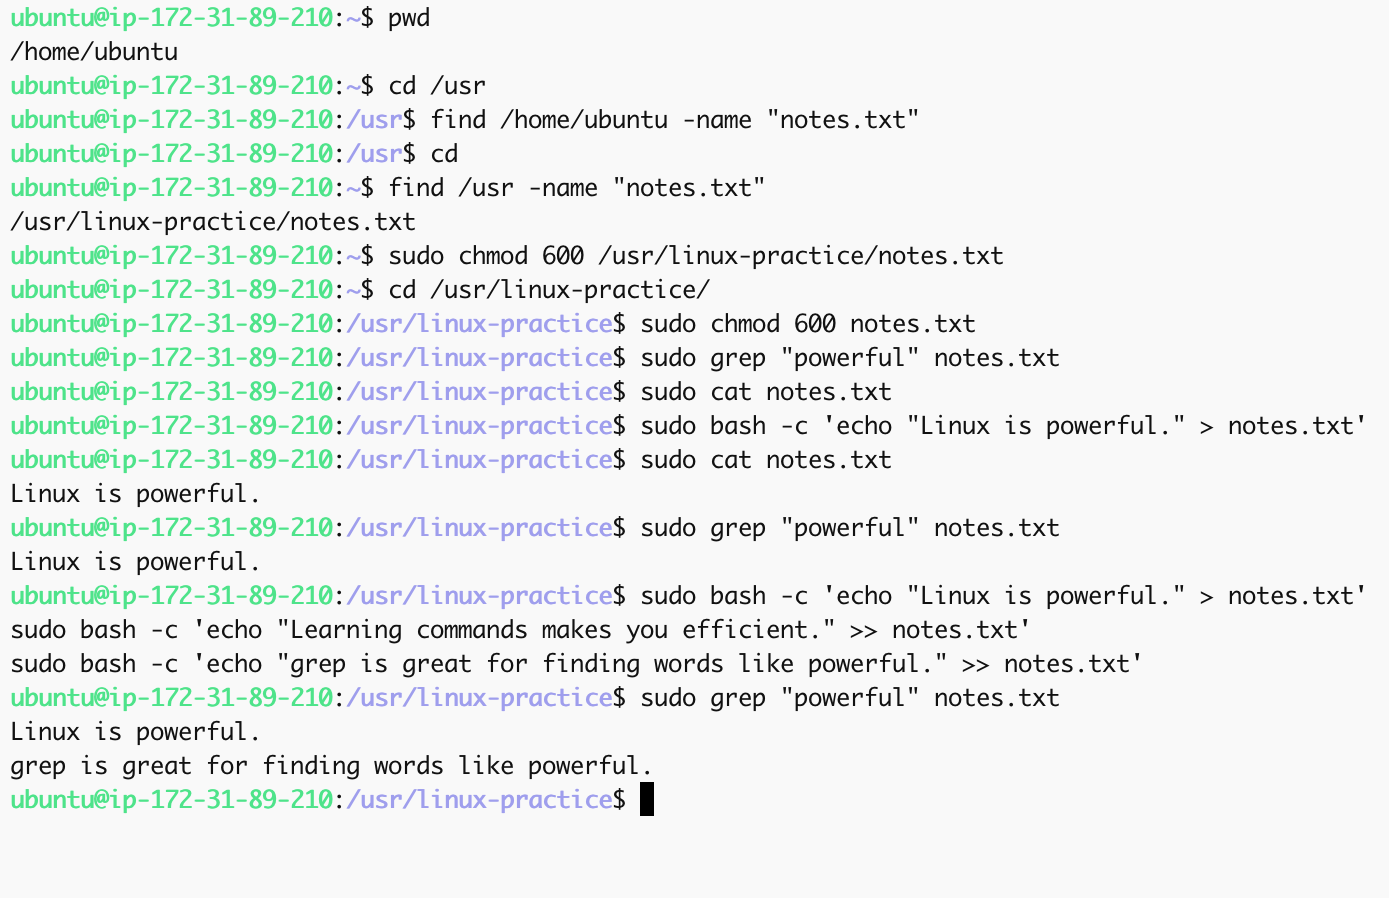 ubuntu@ip-172-31-89-210:~$ pwd
/home/ubuntu
ubuntu@ip-172-31-89-210:~$ cd /usr
ubuntu@ip-172-31-89-210:/usr$ find /home/ubuntu -name "notes.txt"
ubuntu@ip-172-31-89-210:/usr$ cd
ubuntu@ip-172-31-89-210:~$ find /usr -name "notes.txt"
/usr/linux-practice/notes.txt
ubuntu@ip-172-31-89-210:~$ sudo chmod 600 /usr/linux-practice/notes.txt
ubuntu@ip-172-31-89-210:~$ cd /usr/linux-practice/
ubuntu@ip-172-31-89-210:/usr/linux-practice$ sudo chmod 600 notes.txt
ubuntu@ip-172-31-89-210:/usr/linux-practice$ sudo grep "powerful" notes.txt
ubuntu@ip-172-31-89-210:/usr/linux-practice$ sudo cat notes.txt
ubuntu@ip-172-31-89-210:/usr/linux-practice$ sudo bash -c 'echo "Linux is powerful." > notes.txt'
ubuntu@ip-172-31-89-210:/usr/linux-practice$ sudo cat notes.txt
Linux is powerful.
ubuntu@ip-172-31-89-210:/usr/linux-practice$ sudo grep "powerful" notes.txt
Linux is powerful.
ubuntu@ip-172-31-89-210:/usr/linux-practice$ sudo bash -c 'echo "Linux is powerful." > notes.txt'
sudo bash -c 'echo "Learning commands makes you efficient." >> notes.txt'
sudo bash -c 'echo "grep is great for finding words like powerful." >> notes.txt'
ubuntu@ip-172-31-89-210:/usr/linux-practice$ sudo grep "powerful" notes.txt
Linux is powerful.
grep is great for finding words like powerful.
ubuntu@ip-172-31-89-210:/usr/linux-practice$